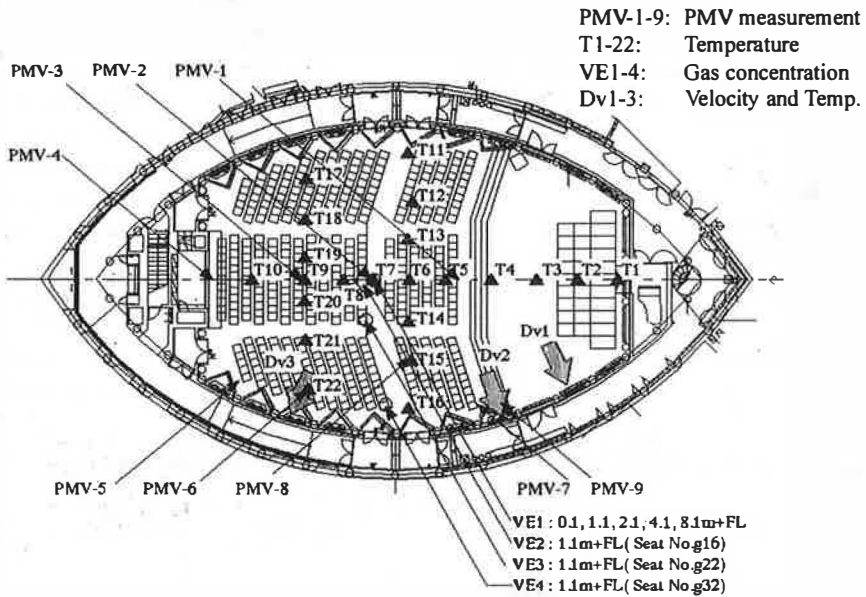 PMV-1-9: PMV measurement
T1-22: Temperature
VE1-4: Gas concentration
Dv1-3: Velocity and Temp.
PMV-3 PMV-2 PMV-1
PMV-4
T11
T17
T12
T18
T13
T19
T10 T9 T7 T6 T5 T4 T3 T2 T1
T8
T20
T14
T21
Dv1
T15
Dv3 Dv2
T22
T16
PMV-5 PMV-6 PMV-8 PMV-7 PMV-9
VE1 : 0.1, 1.1, 2.1, 4.1, 8.1m+FL
VE2 : 1.1m+FL( Seat No.g16)
VE3 : 1.1m+FL( Seat No.g22)
VE4 : 1.1m+FL( Seat No.g32)